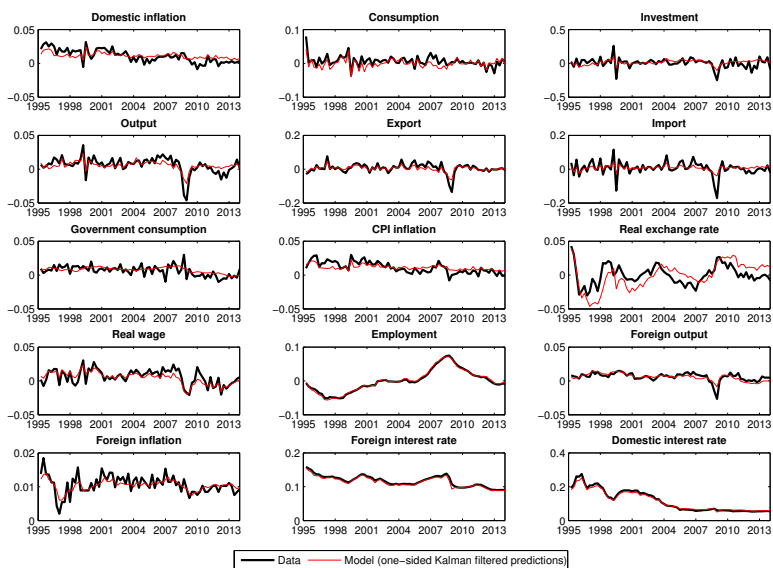 Domestic inflation Consumption Investment
0.05 0.1 0.5
0 0 0
−0.05 −0.1 −0.5
1995 1998 2001 2004 2007 2010 2013 1995 1998 2001 2004 2007 2010 2013 1995 1998 2001 2004 2007 2010 2013
Output Export Import
0.05 0.2 0.2
0 0 0
−0.05 −0.2 −0.2
1995 1998 2001 2004 2007 2010 2013 1995 1998 2001 2004 2007 2010 2013 1995 1998 2001 2004 2007 2010 2013
Government consumption CPI inflation Real exchange rate
0.05 0.05 0.05
0 0 0
−0.05 −0.05 −0.05
1995 1998 2001 2004 2007 2010 2013 1995 1998 2001 2004 2007 2010 2013 1995 1998 2001 2004 2007 2010 2013
Real wage Employment Foreign output
0.05 0.1 0.05
0 0 0
−0.05 −0.1 −0.05
1995 1998 2001 2004 2007 2010 2013 1995 1998 2001 2004 2007 2010 2013 1995 1998 2001 2004 2007 2010 2013
Foreign inflation Foreign interest rate Domestic interest rate
0.02 0.2 0.4
0.01 0.1 0.2
0 0 0
1995 1998 2001 2004 2007 2010 2013 1995 1998 2001 2004 2007 2010 2013 1995 1998 2001 2004 2007 2010 2013
Data Model (one−sided Kalman filtered predictions)